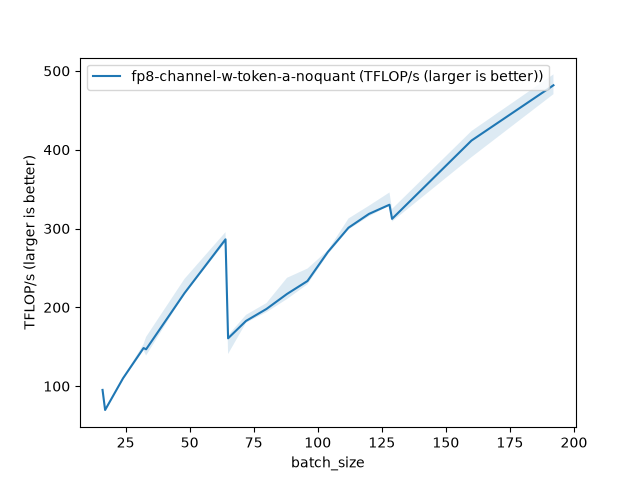 fp8-channel-w-token-a-noquant (TFLOP/s (larger is better))
TFLOP/s (larger is better)
500
400
300
200
100
25 50 75 100 125 150 175 200
batch_size